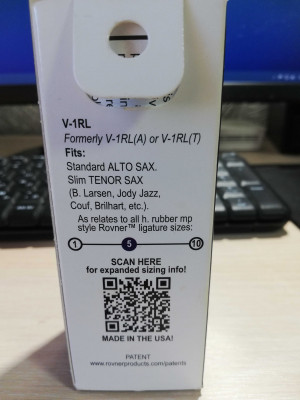 V-1RL
Formerly V-1RL(A) or V-1RL(T)
Fits:
Standard ALTO SAX.
Slim TENOR SAX
(B. Larsen, Jody Jazz,
Couf, Brilhart, etc.).
As relates to all h. rubber mp
style Rovner™ ligature sizes:
1 5 10
SCAN HERE
for expanded sizing info!
MADE IN THE USA!
PATENT
www.rovnerproducts.com/patents